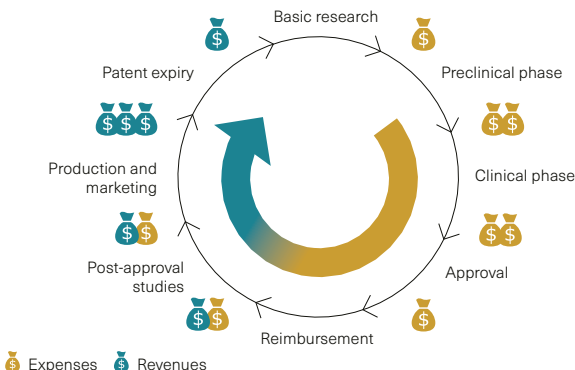 Basic research
Preclinical phase
Clinical phase
Approval
Reimbursement
Post-approval
studies
Production and
marketing
Patent expiry
$
$
$ $
$ $
$ $ $
$ $
$ $
$ $
$
Expenses
Revenues
$
$